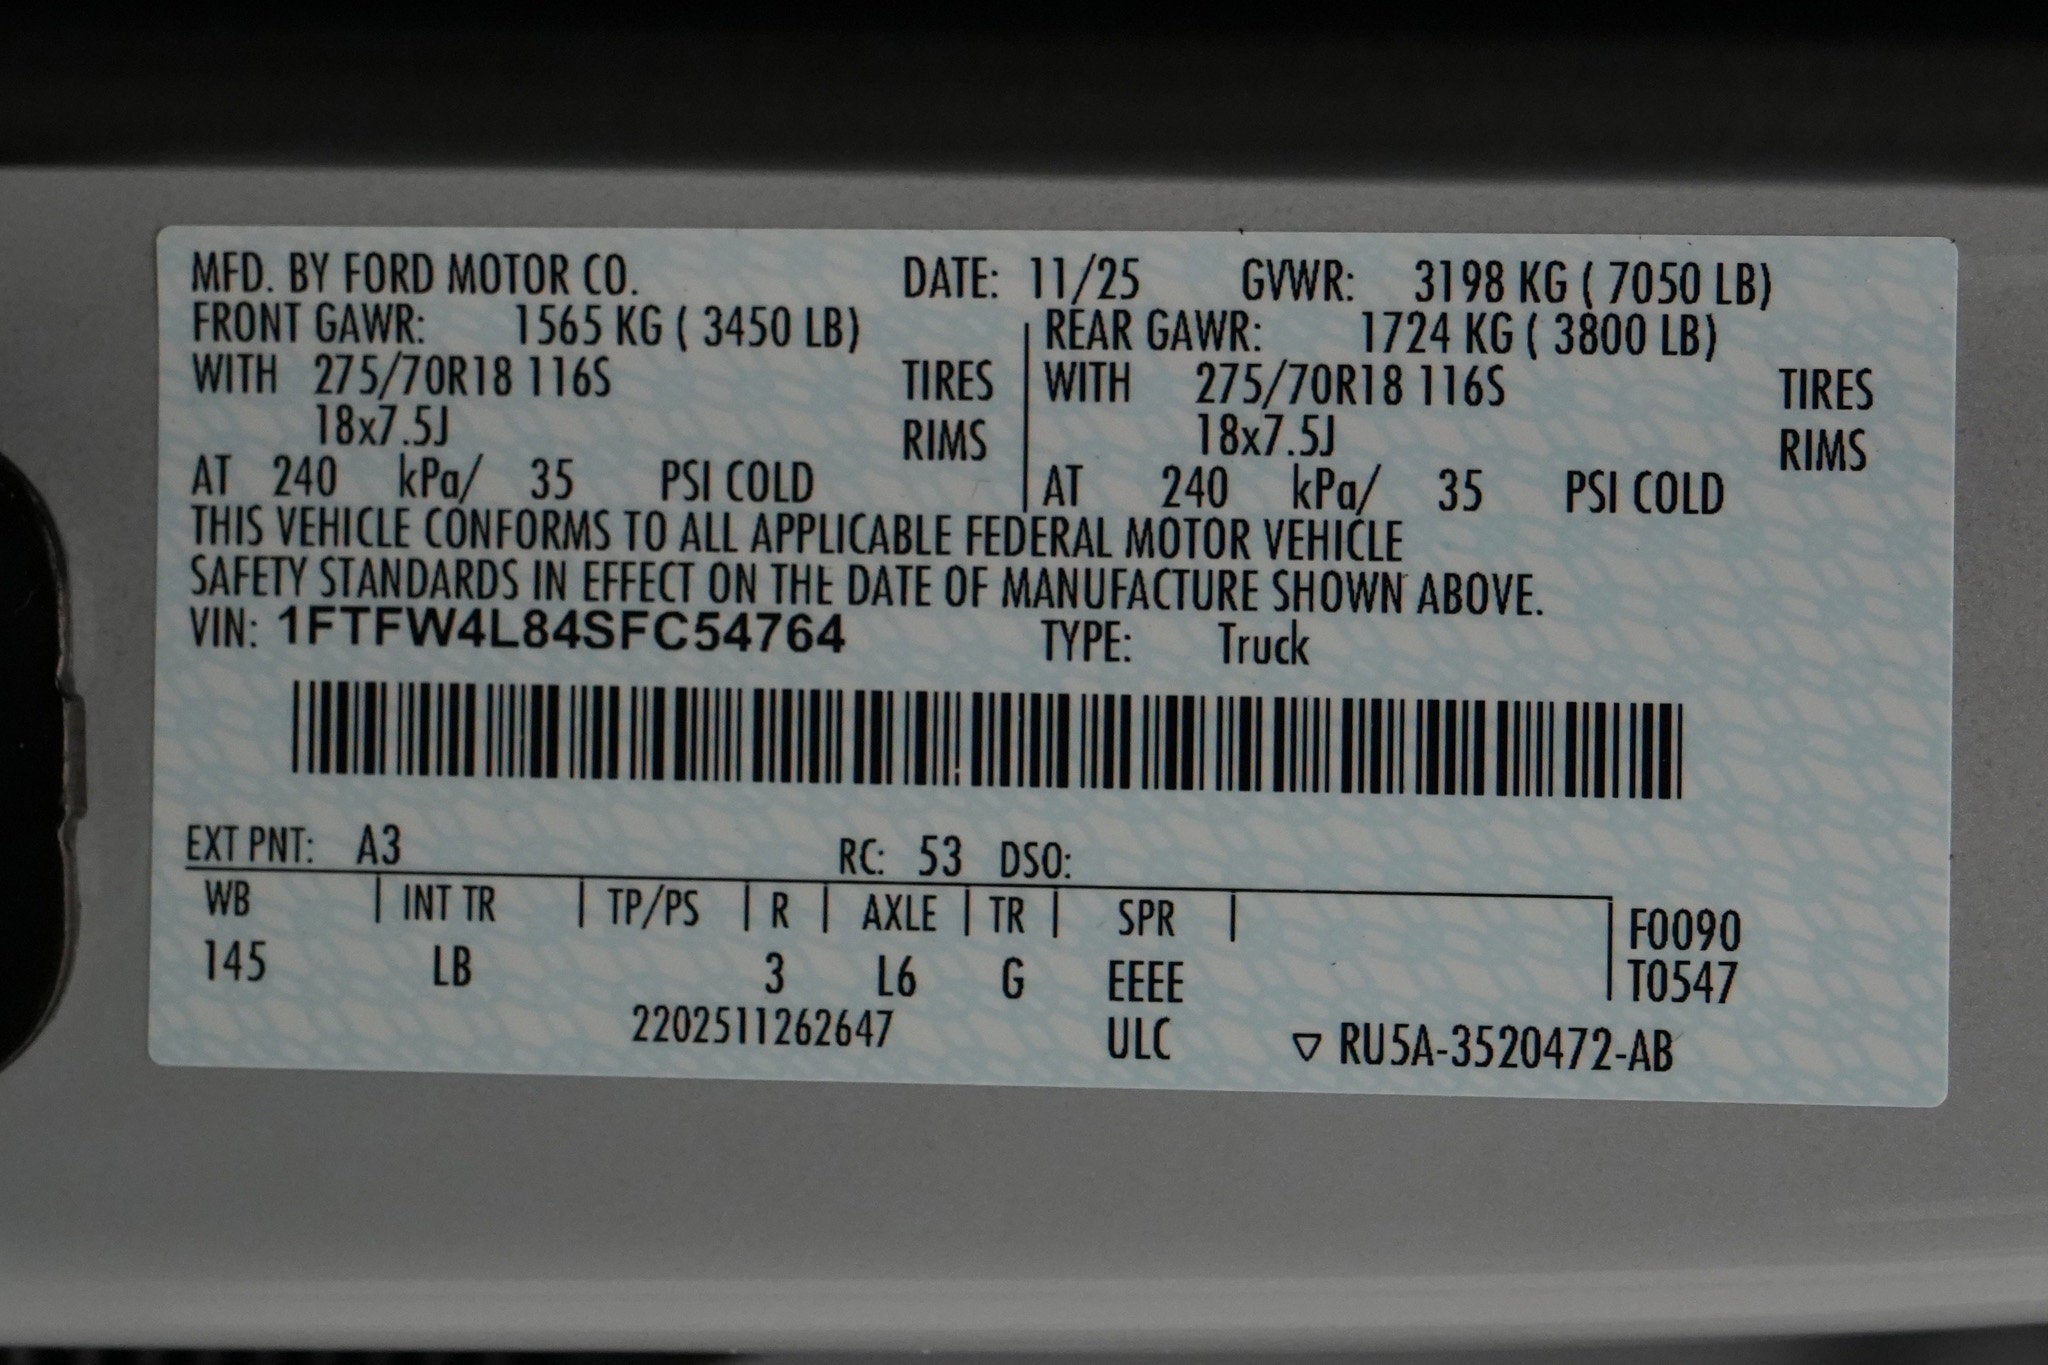 MFD. BY FORD MOTOR CO. DATE: 11/25 GVWR: 3198 KG ( 7050 LB)
FRONT GAWR: 1565 KG ( 3450 LB) REAR GAWR: 1724 KG ( 3800 LB)
WITH 275/70R18 116S TIRES WITH 275/70R18 116S TIRES
18x7.5J RIMS 18x7.5J RIMS
AT 240 kPa/ 35 PSI COLD AT 240 kPa/ 35 PSI COLD
THIS VEHICLE CONFORMS TO ALL APPLICABLE FEDERAL MOTOR VEHICLE
SAFETY STANDARDS IN EFFECT ON THE DATE OF MANUFACTURE SHOWN ABOVE.
VIN: 1FTFW4L84SFC54764 TYPE: Truck
EXT PNT: A3 RC: 53 DSO:
WB | INT TR | TP/PS | R | AXLE | TR | SPR | F0090
145 LB 3 L6 G EEEE T0547
2202511262647 ULC ▽ RU5A-3520472-AB